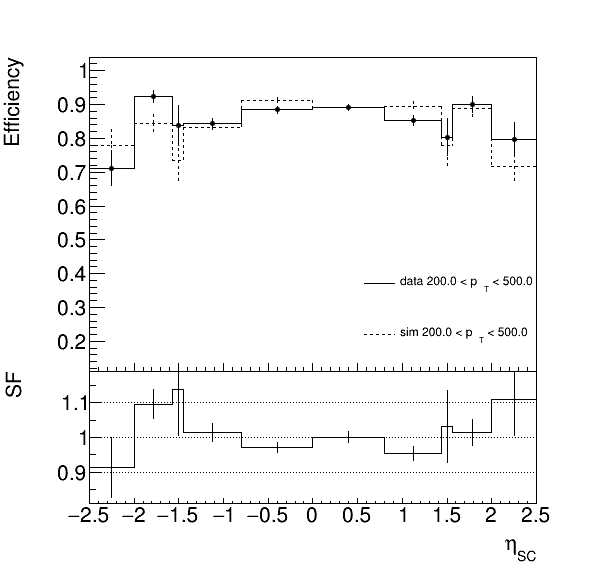 Efficiency
1
0.9
0.8
0.7
0.6
0.5
0.4
0.3
0.2
data 200.0 < p T < 500.0
sim 200.0 < p T < 500.0
SF
1.1
1
0.9
−2.5 −2 −1.5 −1 −0.5 0 0.5 1 1.5 2 2.5
ηSC